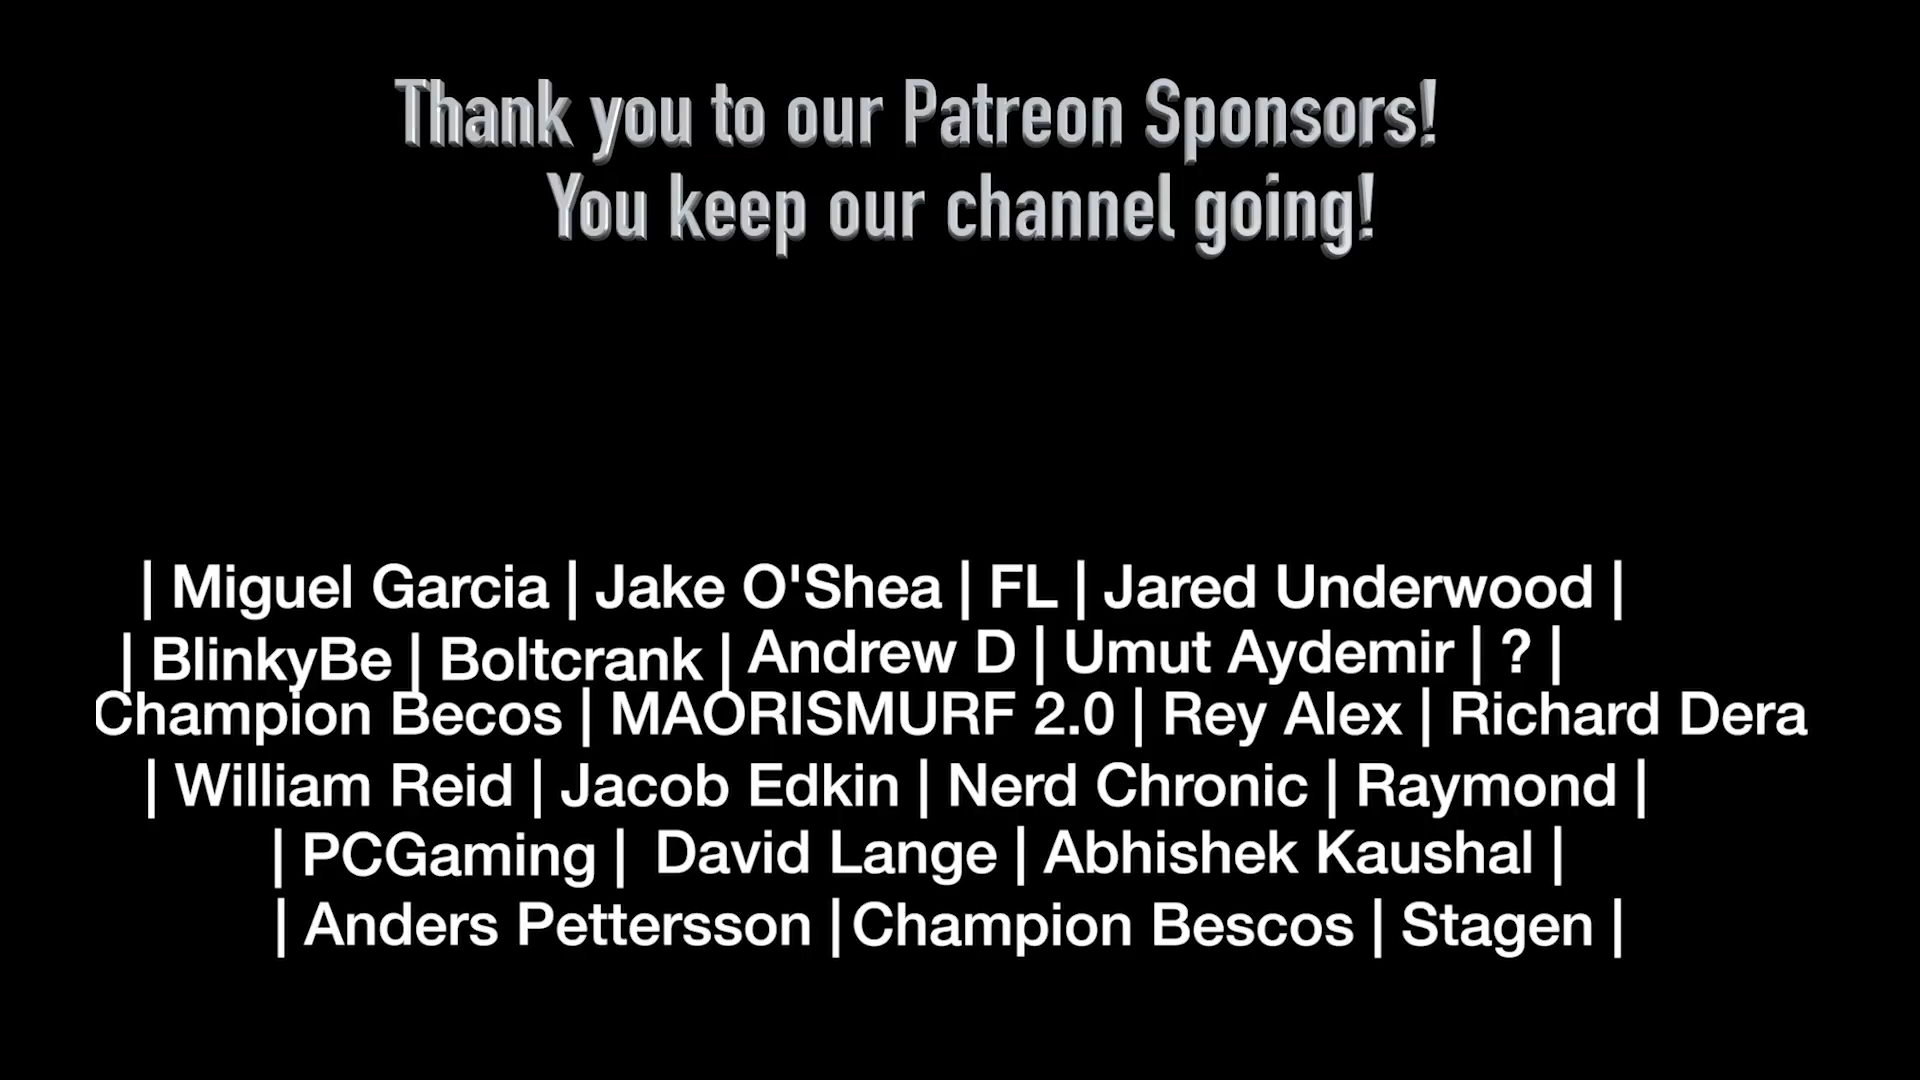 Thank you to our Patreon Sponsors!
You keep our channel going!
| Miguel Garcia | Jake O'Shea | FL | Jared Underwood |
| BlinkyBe | Boltcrank | Andrew D | Umut Aydemir | ? |
Champion Becos | MAORISMURF 2.0 | Rey Alex | Richard Dera
| William Reid | Jacob Edkin | Nerd Chronic | Raymond |
| PCGaming | David Lange | Abhishek Kaushal |
| Anders Pettersson | Champion Bescos | Stagen |